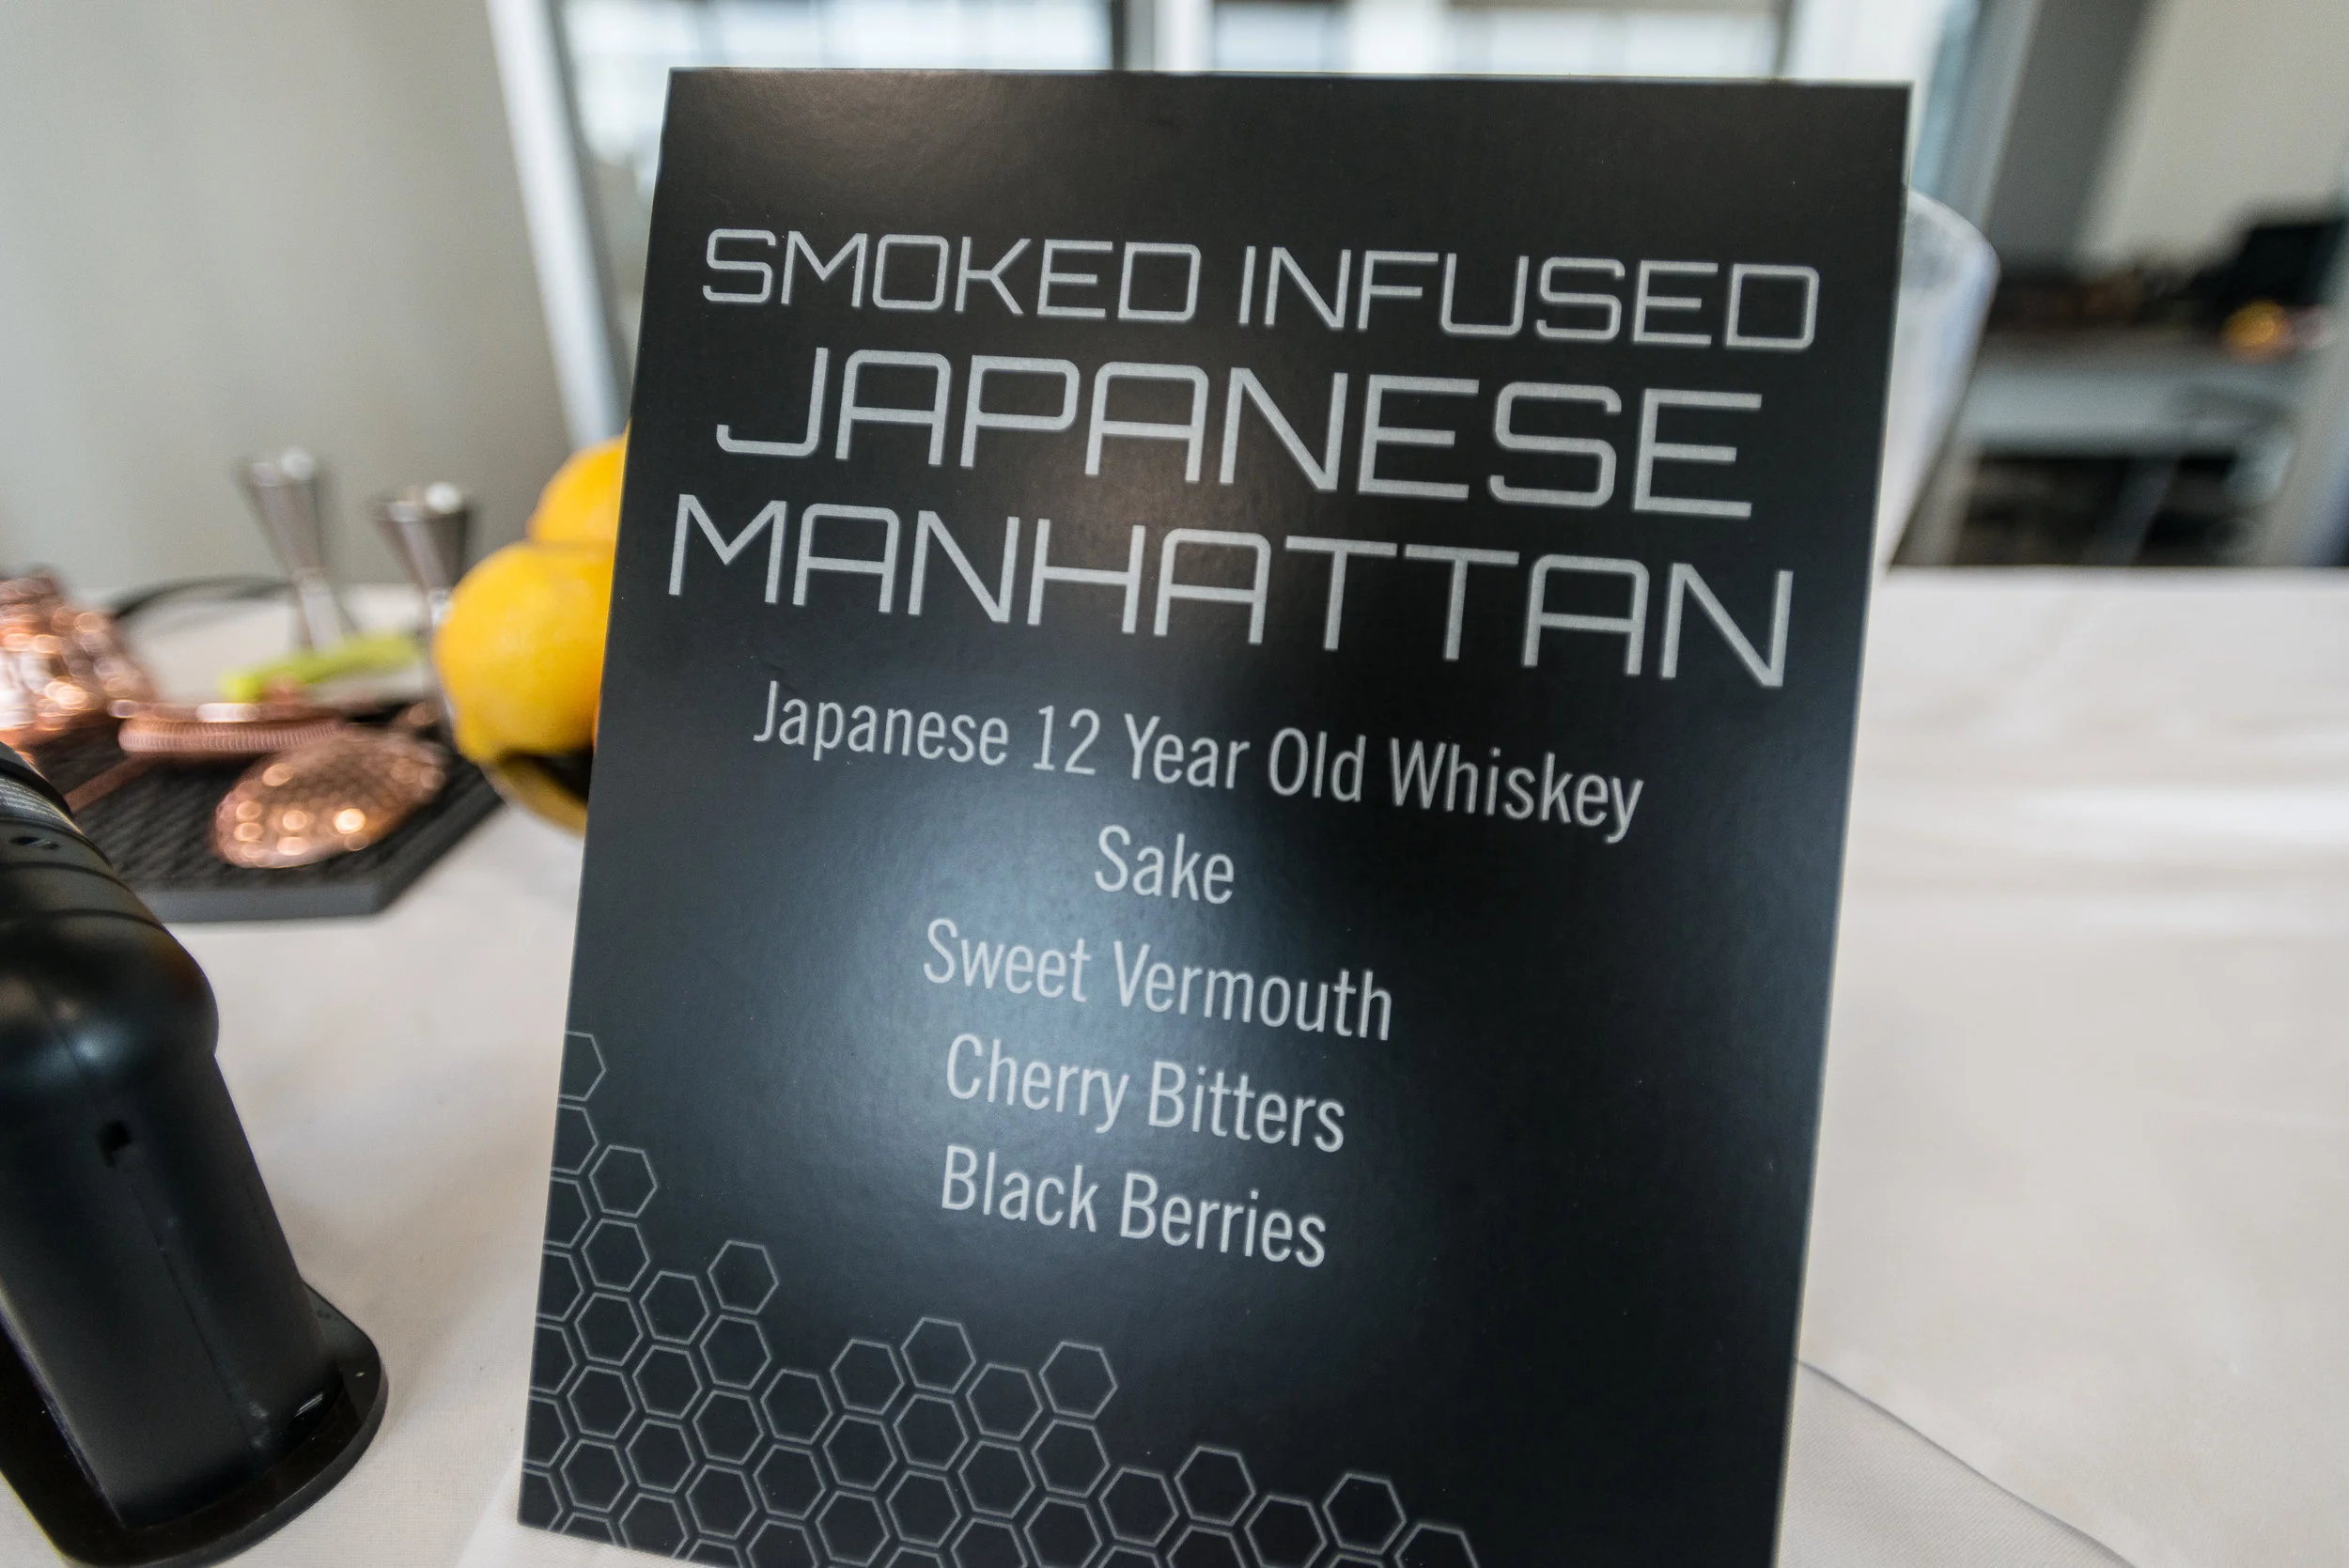 SMOKED INFUSED
JAPANESE
MANHATTAN
Japanese 12 Year Old Whiskey
Sake
Sweet Vermouth
Cherry Bitters
Black Berries